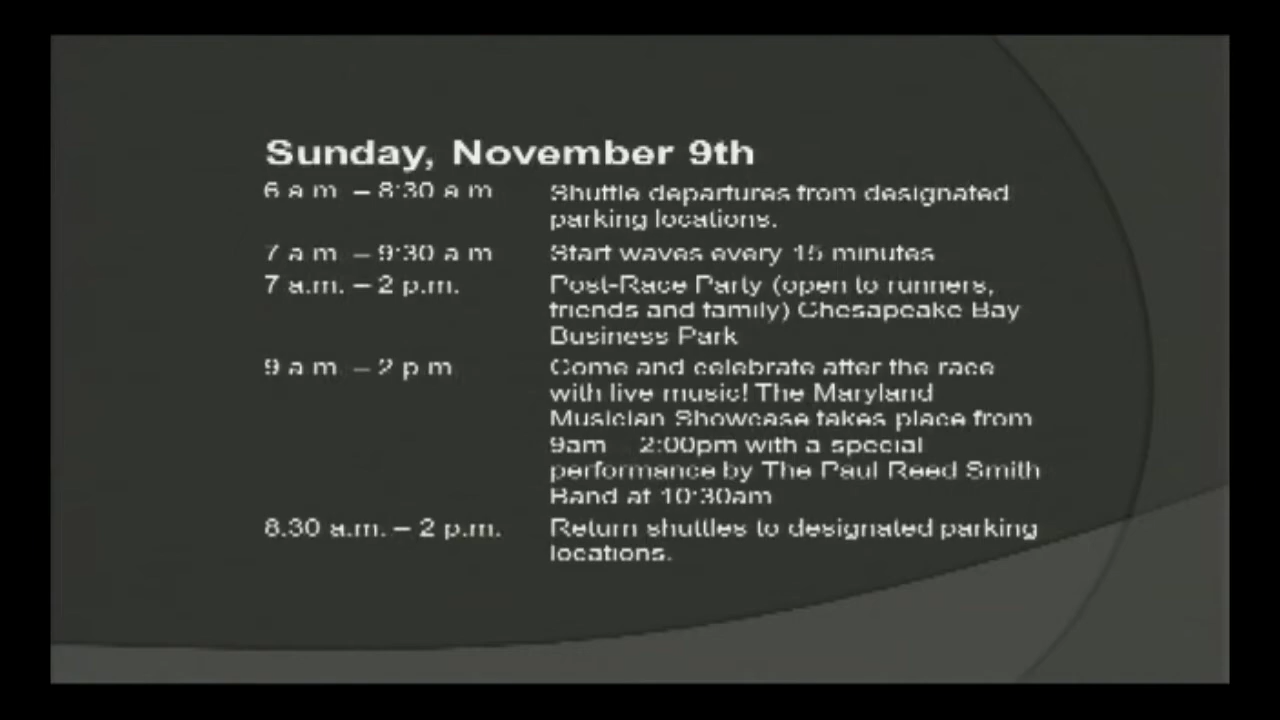 Sunday, November 9th
6 a.m. – 8:30 a.m. Shuttle departures from designated
parking locations.
7 a.m. – 9:30 a.m. Start waves every 15 minutes
7 a.m. – 2 p.m. Post-Race Party (open to runners,
friends and family) Chesapeake Bay
Business Park
9 a.m. – 2 p.m. Come and celebrate after the race
with live music! The Maryland
Musician Showcase takes place from
9am – 2:00pm with a special
performance by The Paul Reed Smith
Band at 10:30am
8:30 a.m. – 2 p.m. Return shuttles to designated parking
locations.